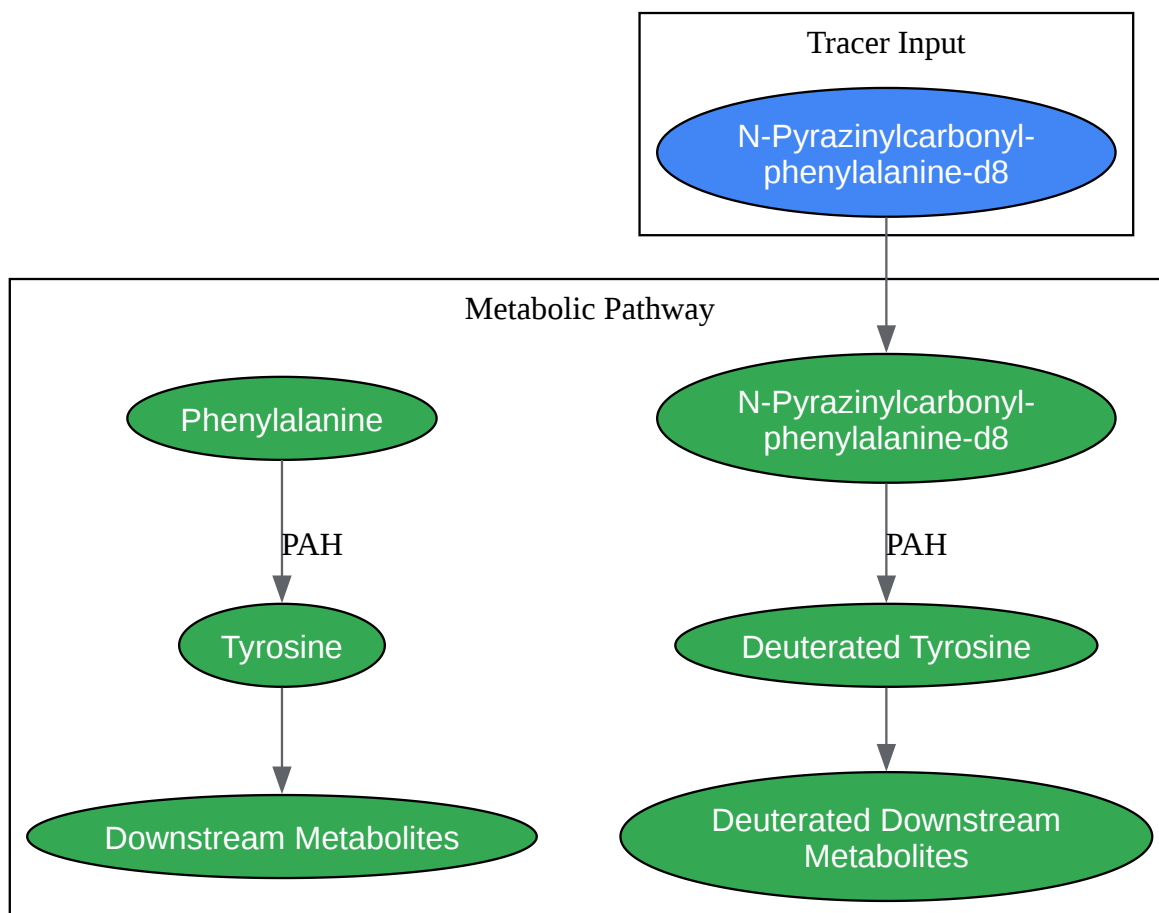 Tracer Input
N-Pyrazinylcarbonyl-
phenylalanine-d8
Metabolic Pathway
Phenylalanine
N-Pyrazinylcarbonyl-
phenylalanine-d8
PAH
PAH
Tyrosine
Deuterated Tyrosine
Downstream Metabolites
Deuterated Downstream
Metabolites